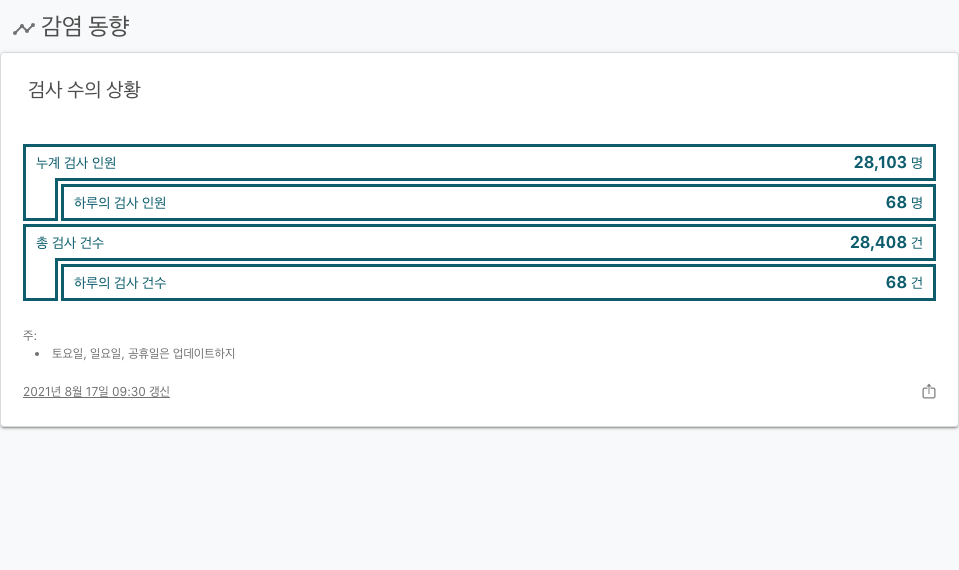 감염 동향
검사 수의 상황
누계 검사 인원 28,103 명
하루의 검사 인원 68 명
총 검사 건수 28,408 건
하루의 검사 건수 68 건
주:
• 토요일, 일요일, 공휴일은 업데이트하지
2021년 8월 17일 09:30 갱신